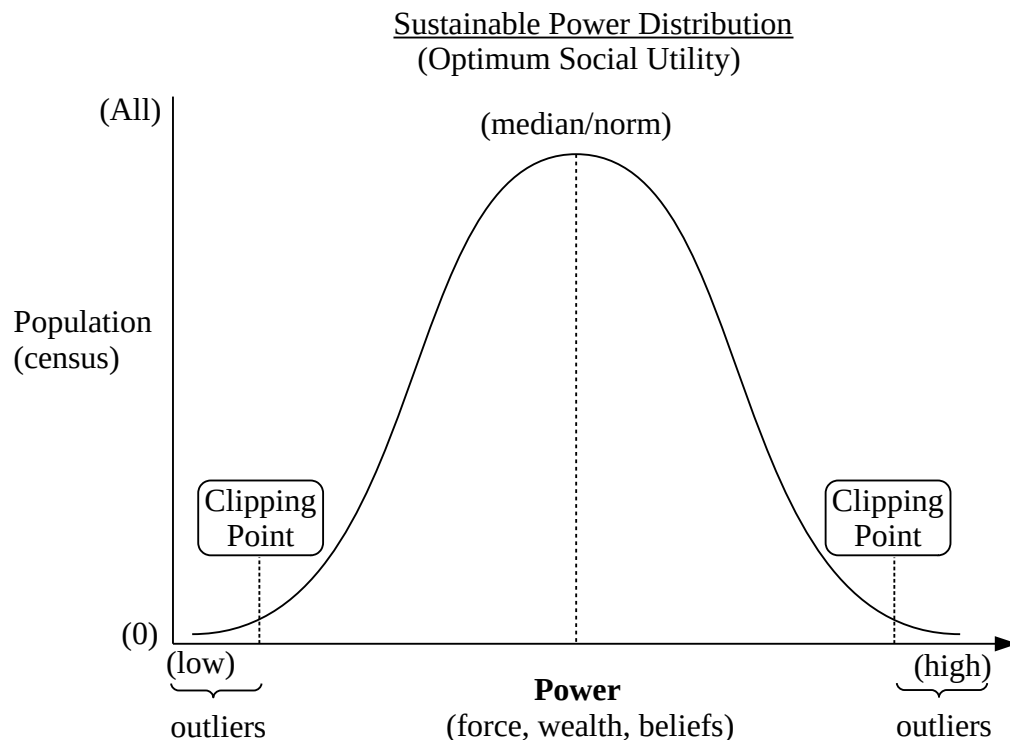 Sustainable Power Distribution
(Optimum Social Utility)
(All)
(median/norm)
Population
(census)
Clipping
Point
Clipping
Point
(0)
(low)
(high)
outliers
Power
(force, wealth, beliefs)
outliers